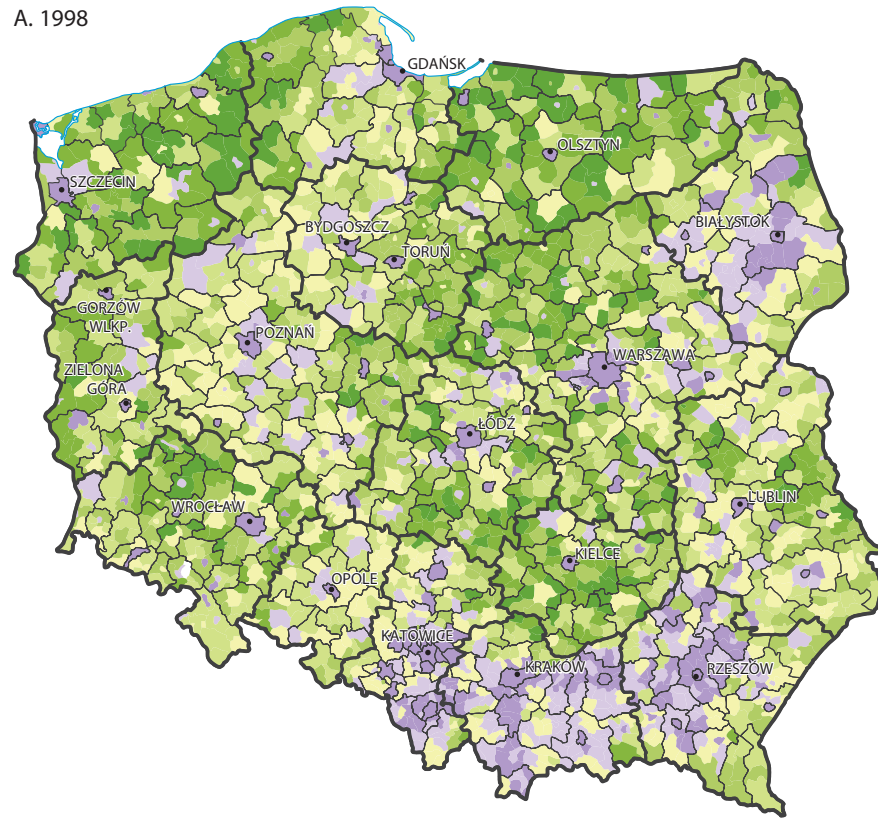 A. 1998
GDAŃSK
OLSZTYN
SZCZECIN
BIAŁYSTOK
BYDGOSZCZ
TORUŃ
GORZÓW
WLKP.
POZNAŃ
WARSZAWA
ZIELONA
GÓRA
ŁÓDŹ
LUBLIN
WROCŁAW
KIELCE
OPOLE
KATOWICE
KRAKÓW
RZESZÓW